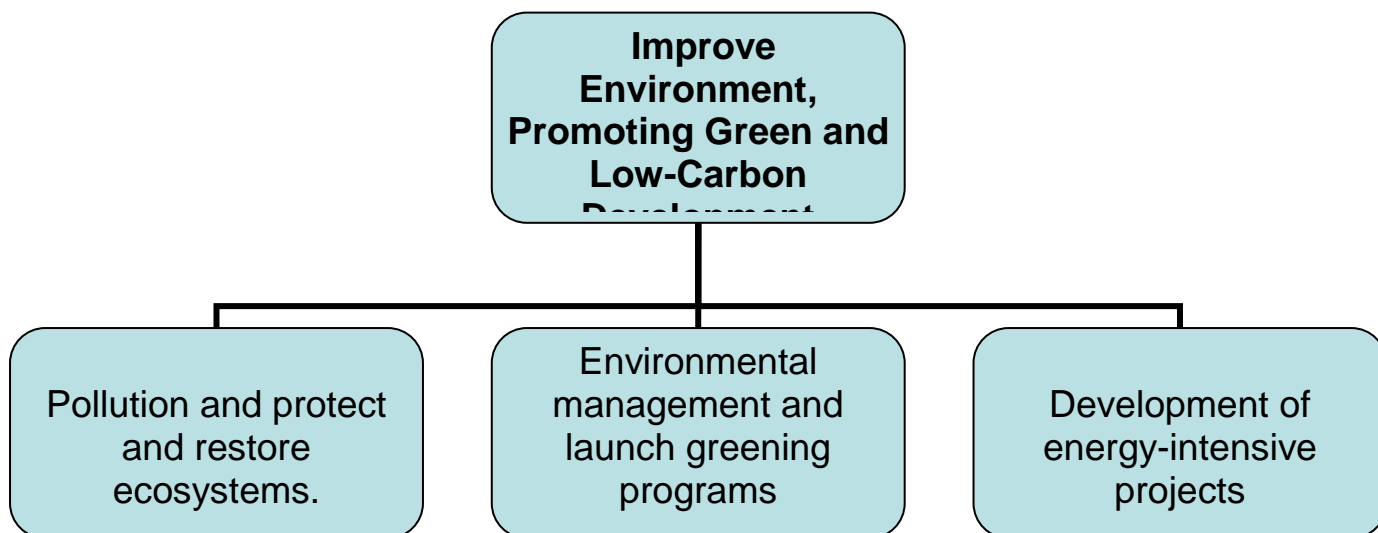 Improve
Environment,
Promoting Green and
Low-Carbon
Development
Pollution and protect
and restore
ecosystems.
Environmental
management and
launch greening
programs
Development of
energy-intensive
projects